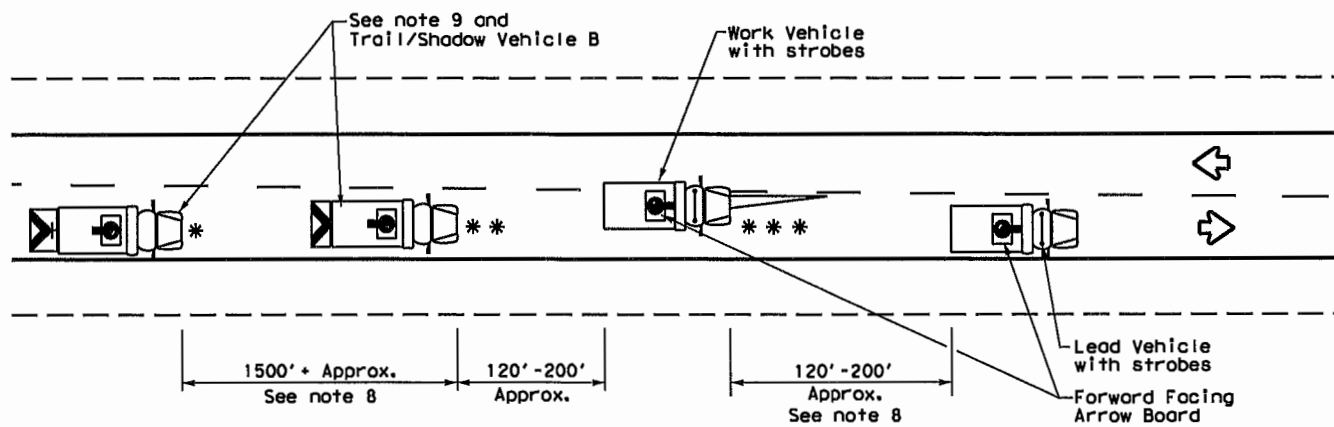 See note 9 and
Trail/Shadow Vehicle B
Work Vehicle
with strobes
*
* *
* * *
1500'+ Approx.
See note 8
120'-200'
Approx.
120'-200'
Approx.
See note 8
Lead Vehicle
with strobes
Forward Facing
Arrow Board